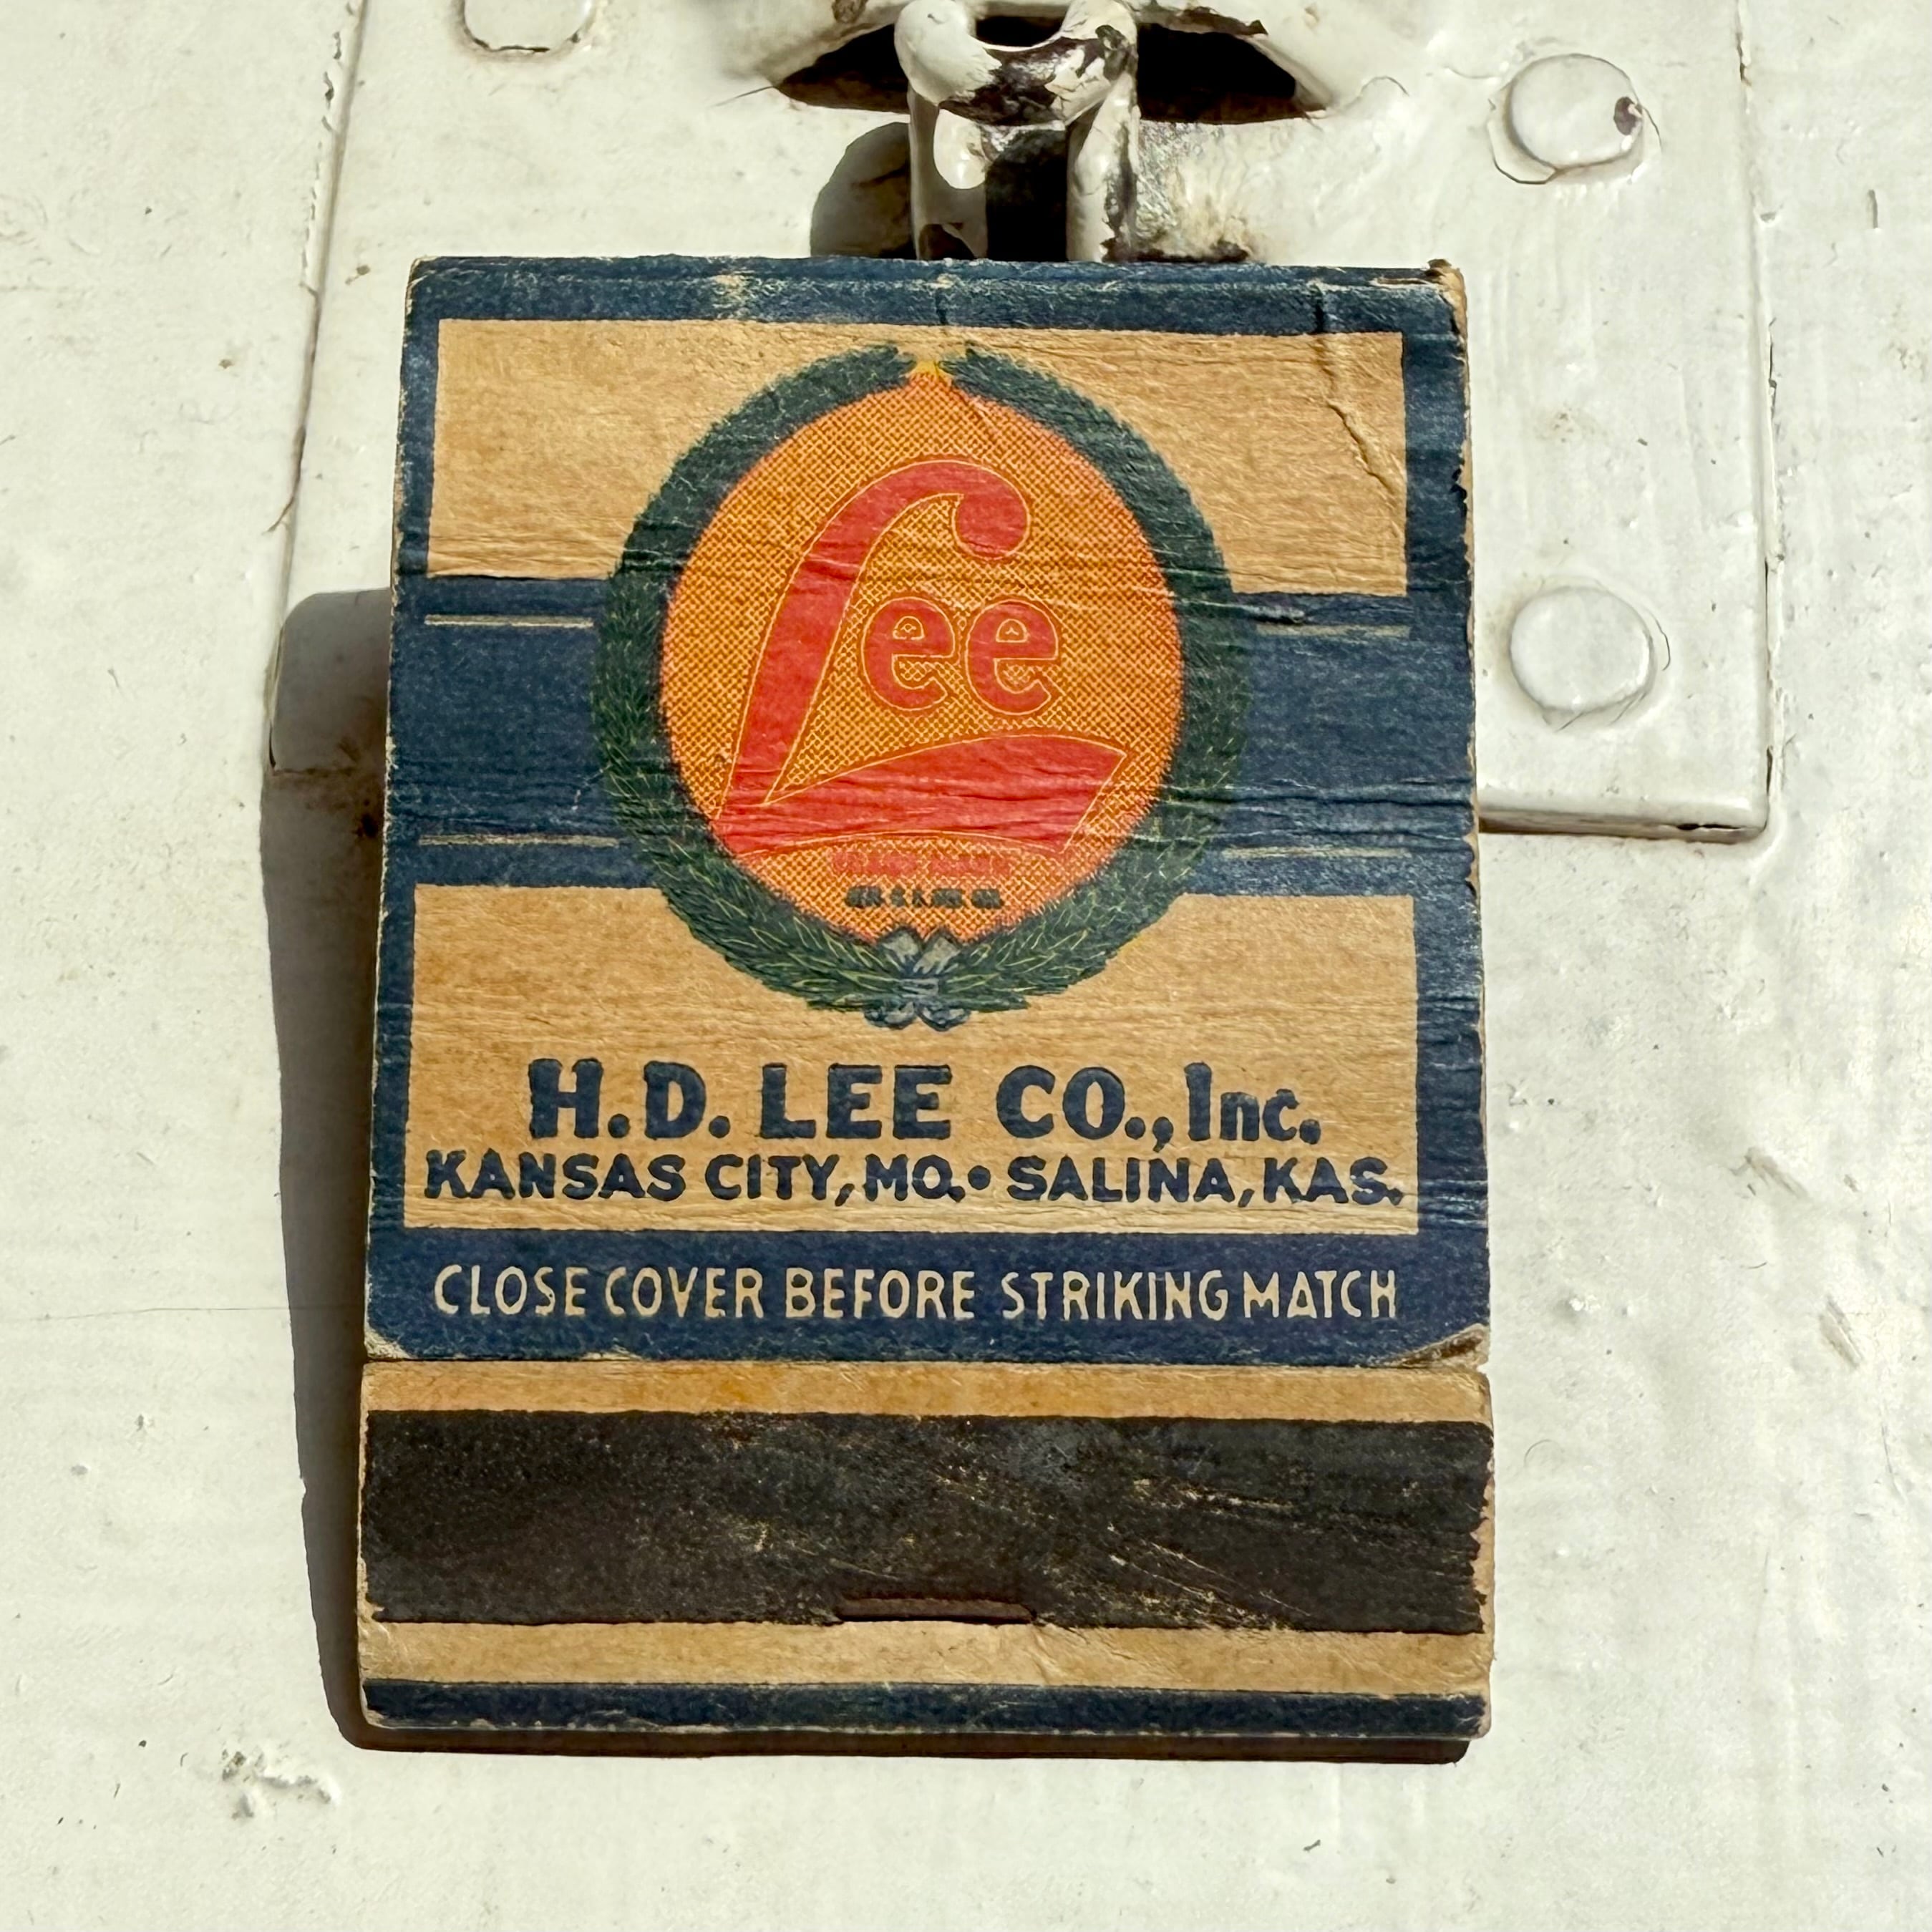 Lee
H.D. LEE CO., Inc.
KANSAS CITY, MO. • SALINA, KAS.
CLOSE COVER BEFORE STRIKING MATCH